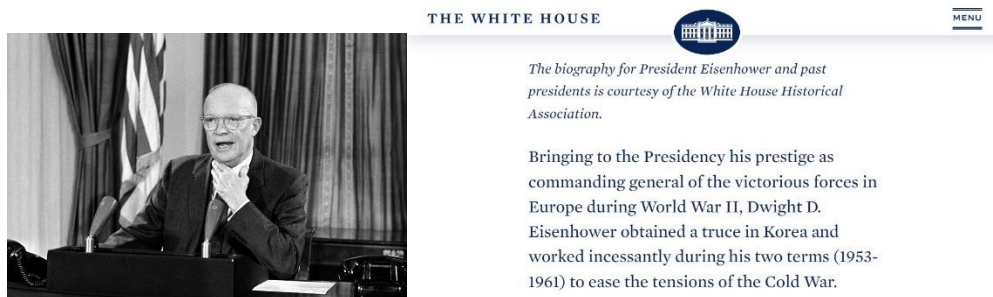 THE WHITE HOUSE
MENU
The biography for President Eisenhower and past
presidents is courtesy of the White House Historical
Association.
Bringing to the Presidency his prestige as
commanding general of the victorious forces in
Europe during World War II, Dwight D.
Eisenhower obtained a truce in Korea and
worked incessantly during his two terms (1953-
1961) to ease the tensions of the Cold War.